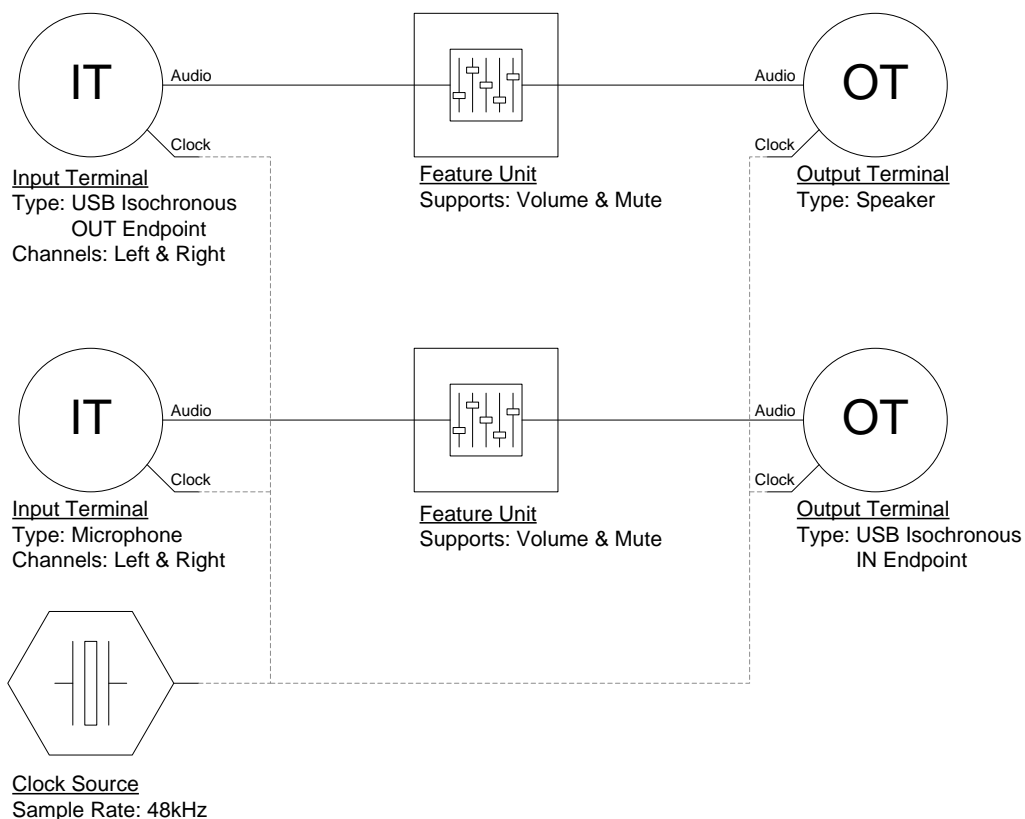 IT
Audio
Audio
OT
Clock
Clock
Input Terminal
Type: USB Isochronous
OUT Endpoint
Channels: Left & Right
Feature Unit
Supports: Volume & Mute
Output Terminal
Type: Speaker
IT
Audio
Audio
OT
Clock
Clock
Input Terminal
Type: Microphone
Channels: Left & Right
Feature Unit
Supports: Volume & Mute
Output Terminal
Type: USB Isochronous
IN Endpoint
Clock Source
Sample Rate: 48kHz